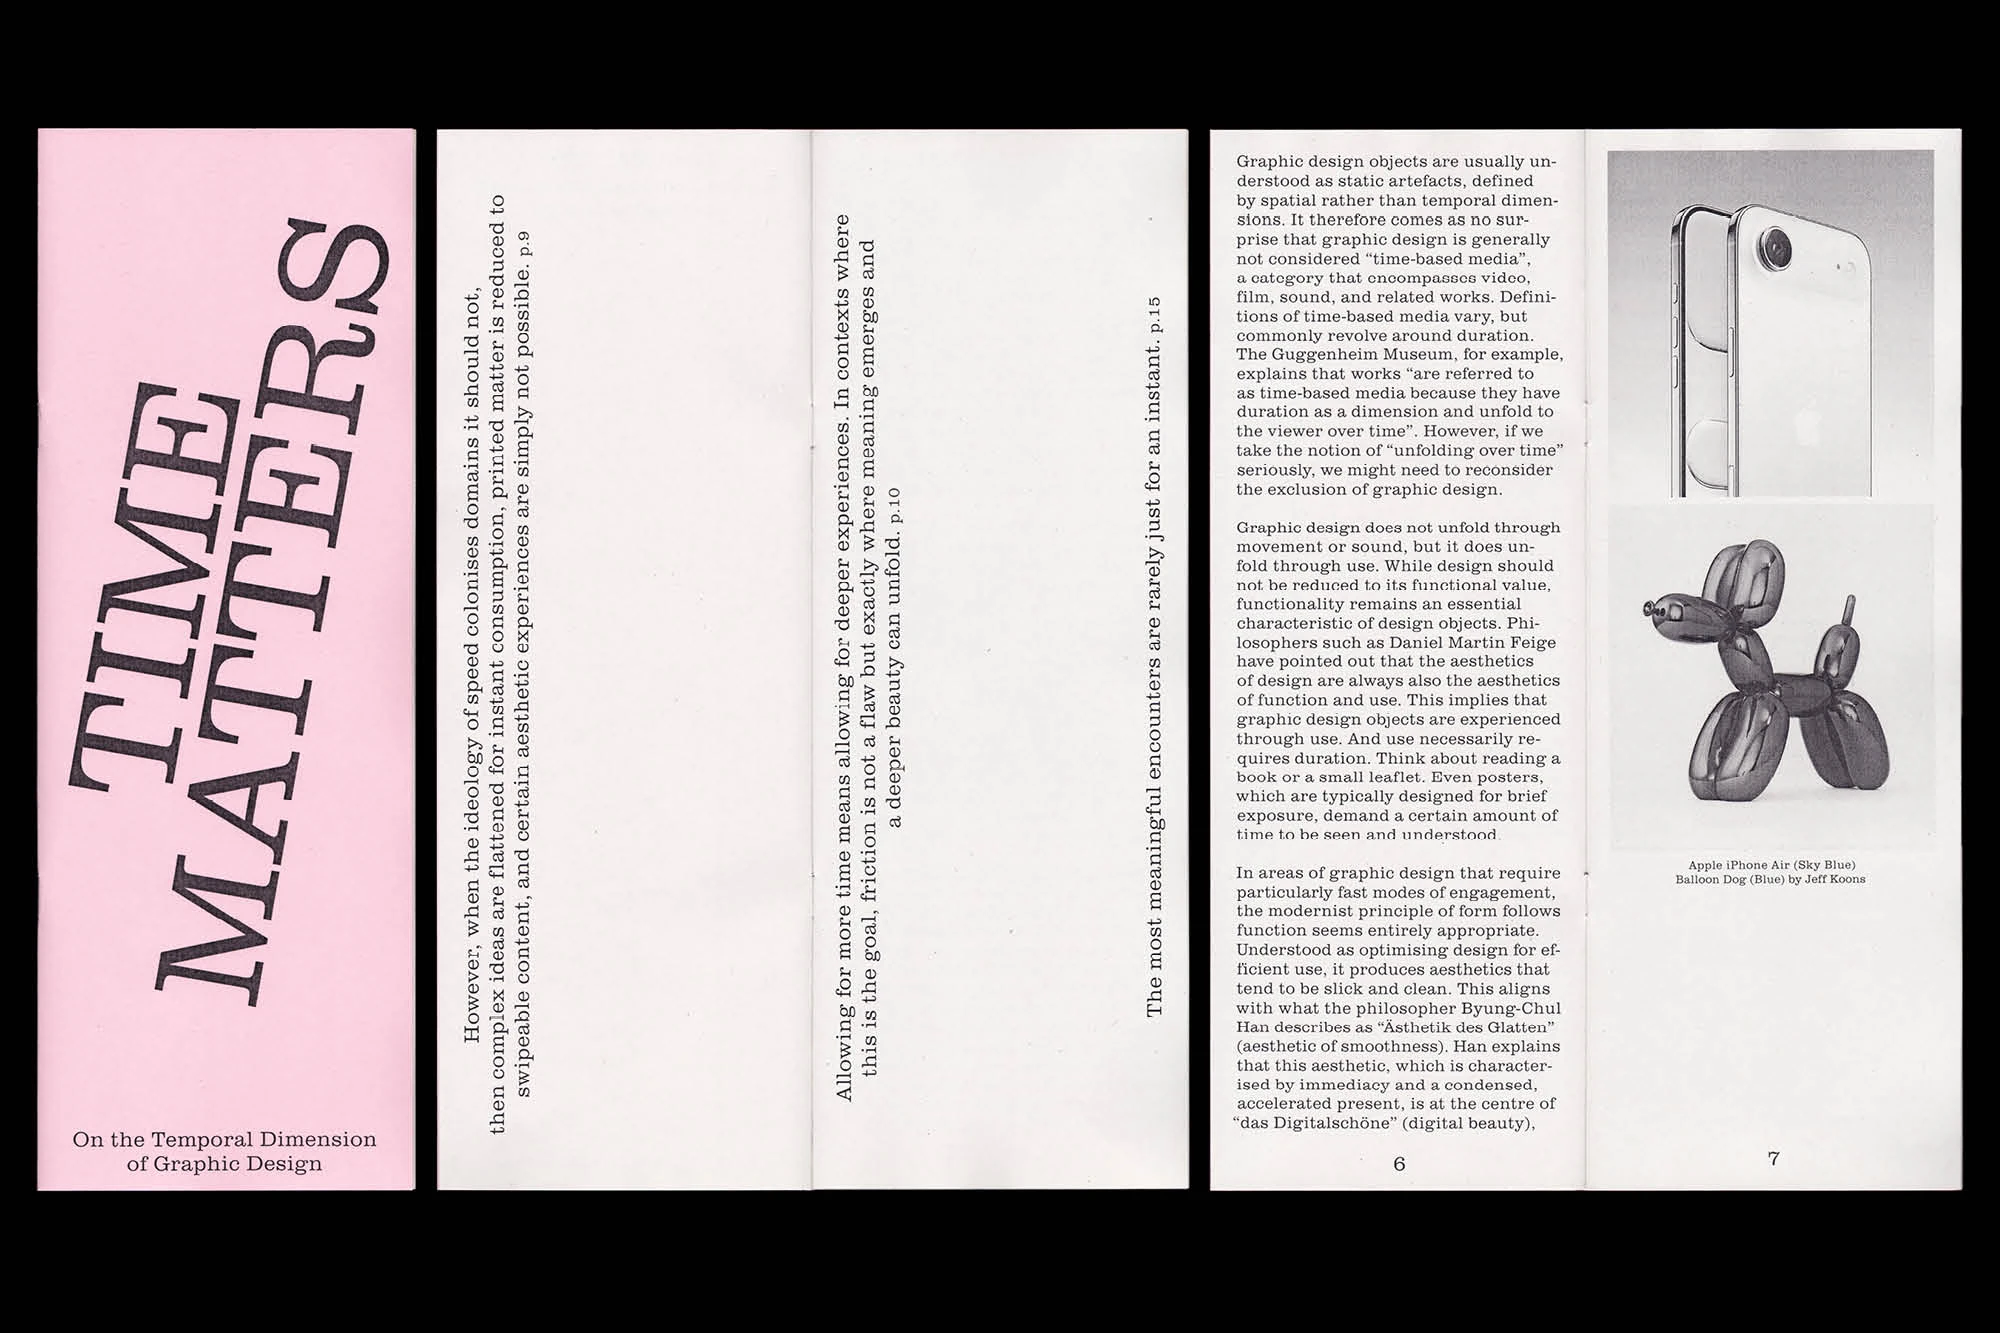 TIME
MATTERS
On the Temporal Dimension
of Graphic Design
However, when the ideology of speed colonises domains it should not,
then complex ideas are flattened for instant consumption, printed matter is reduced to
swipeable content, and certain aesthetic experiences are simply not possible. p.9
Allowing for more time means allowing for deeper experiences. In contexts where
this is the goal, friction is not a flaw but exactly where meaning emerges and
a deeper beauty can unfold. p.10
The most meaningful encounters are rarely just for an instant. p.15
Graphic design objects are usually un-
derstood as static artefacts, defined
by spatial rather than temporal dimen-
sions. It therefore comes as no sur-
prise that graphic design is generally
not considered “time-based media”,
a category that encompasses video,
film, sound, and related works. Defini-
tions of time-based media vary, but
commonly revolve around duration.
The Guggenheim Museum, for example,
explains that works “are referred to
as time-based media because they have
duration as a dimension and unfold to
the viewer over time”. However, if we
take the notion of “unfolding over time”
seriously, we might need to reconsider
the exclusion of graphic design.
Graphic design does not unfold through
movement or sound, but it does un-
fold through use. While design should
not be reduced to its functional value,
functionality remains an essential
characteristic of design objects. Phi-
losophers such as Daniel Martin Feige
have pointed out that the aesthetics
of design are always also the aesthetics
of function and use. This implies that
graphic design objects are experienced
through use. And use necessarily re-
quires duration. Think about reading a
book or a small leaflet. Even posters,
which are typically designed for brief
exposure, demand a certain amount of
time to be seen and understood.
In areas of graphic design that require
particularly fast modes of engagement,
the modernist principle of form follows
function seems entirely appropriate.
Understood as optimising design for ef-
ficient use, it produces aesthetics that
tend to be slick and clean. This aligns
with what the philosopher Byung-Chul
Han describes as “Ästhetik des Glatten”
(aesthetic of smoothness). Han explains
that this aesthetic, which is character-
ised by immediacy and a condensed,
accelerated present, is at the centre of
“das Digitalschöne” (digital beauty),
6
Apple iPhone Air (Sky Blue)
Balloon Dog (Blue) by Jeff Koons
7